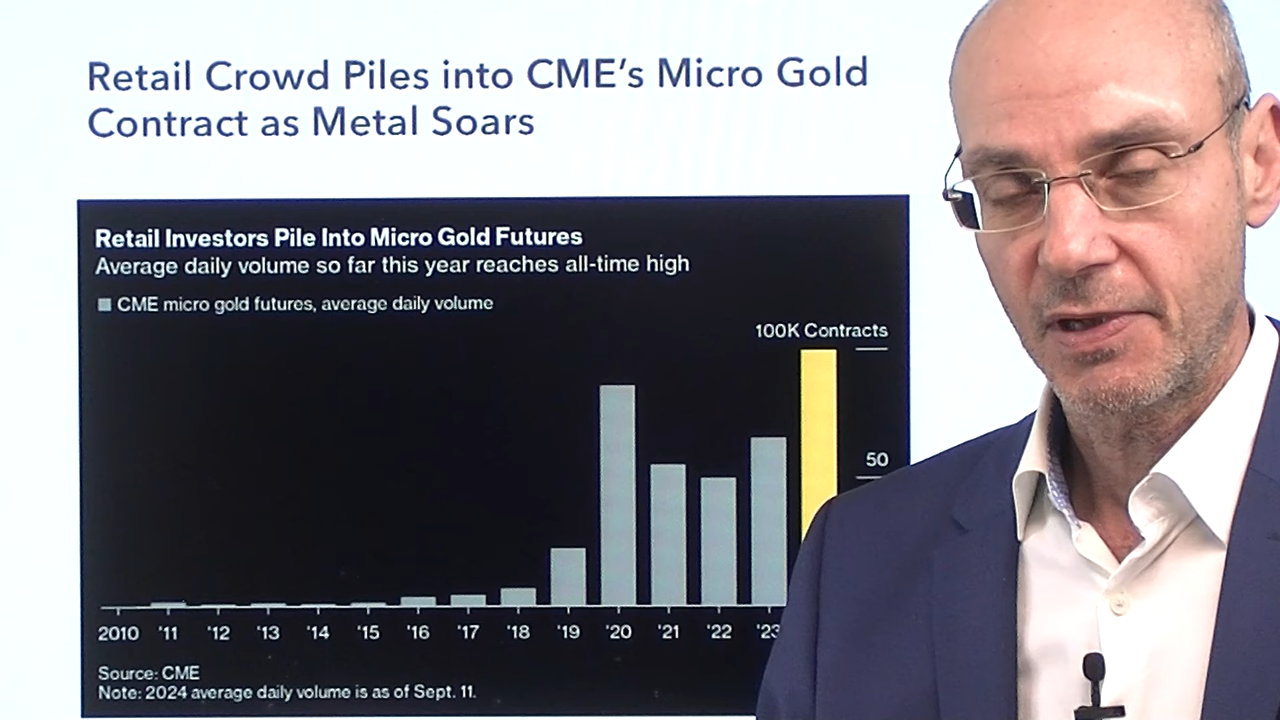 Retail Crowd Piles into CME's Micro Gold
Contract as Metal Soars
Retail Investors Pile Into Micro Gold Futures
Average daily volume so far this year reaches all-time high
CME micro gold futures, average daily volume
100K Contracts
50
2010 '11 '12 '13 '14 '15 '16 '17 '18 '19 '20 '21 '22 '23
Source: CME
Note: 2024 average daily volume is as of Sept. 11.